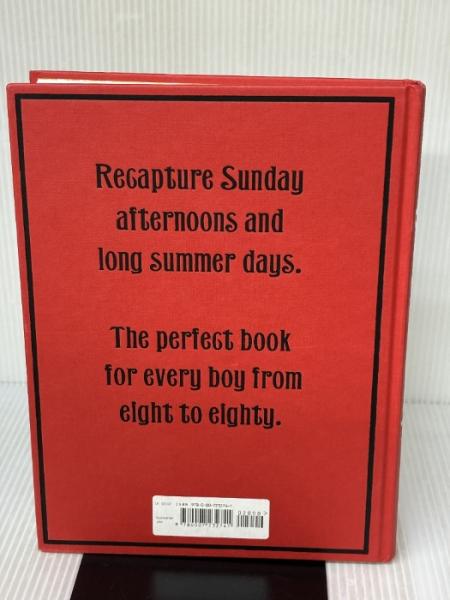 Recapture Sunday
afternoons and
long summer days.
The perfect book
for every boy from
eight to eighty.